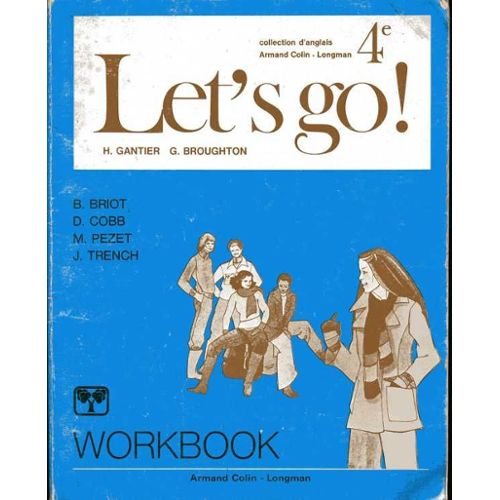 collection d'anglais
Armand Colin - Longman
4e
Let's go!
H. GANTIER G. BROUGHTON
B. BRIOT
D. COBB
M. PEZET
J. TRENCH
WORKBOOK
Armand Colin - Longman